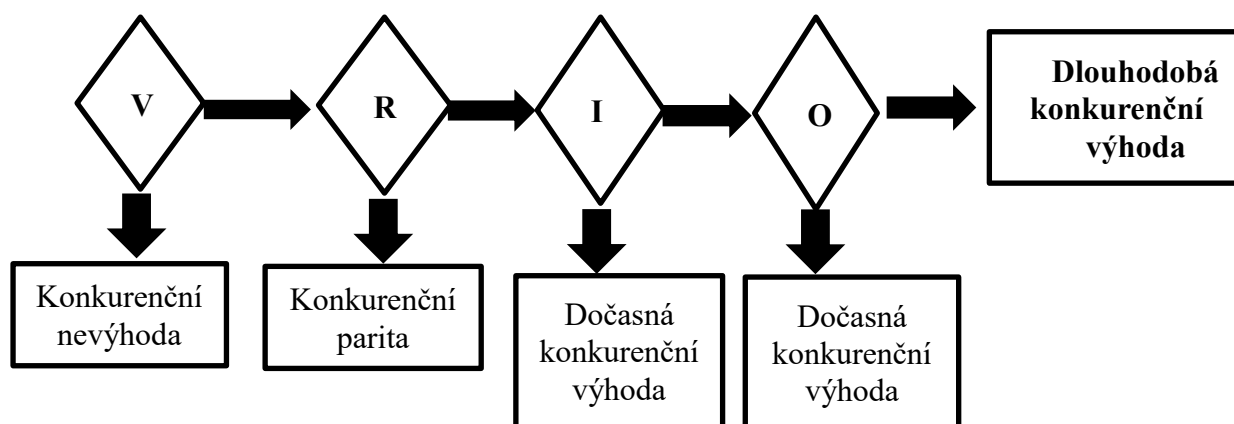 V
R
I
O
Dlouhodobá
konkurenční
výhoda
Konkurenční
nevýhoda
Konkurenční
parita
Dočasná
konkurenční
výhoda
Dočasná
konkurenční
výhoda